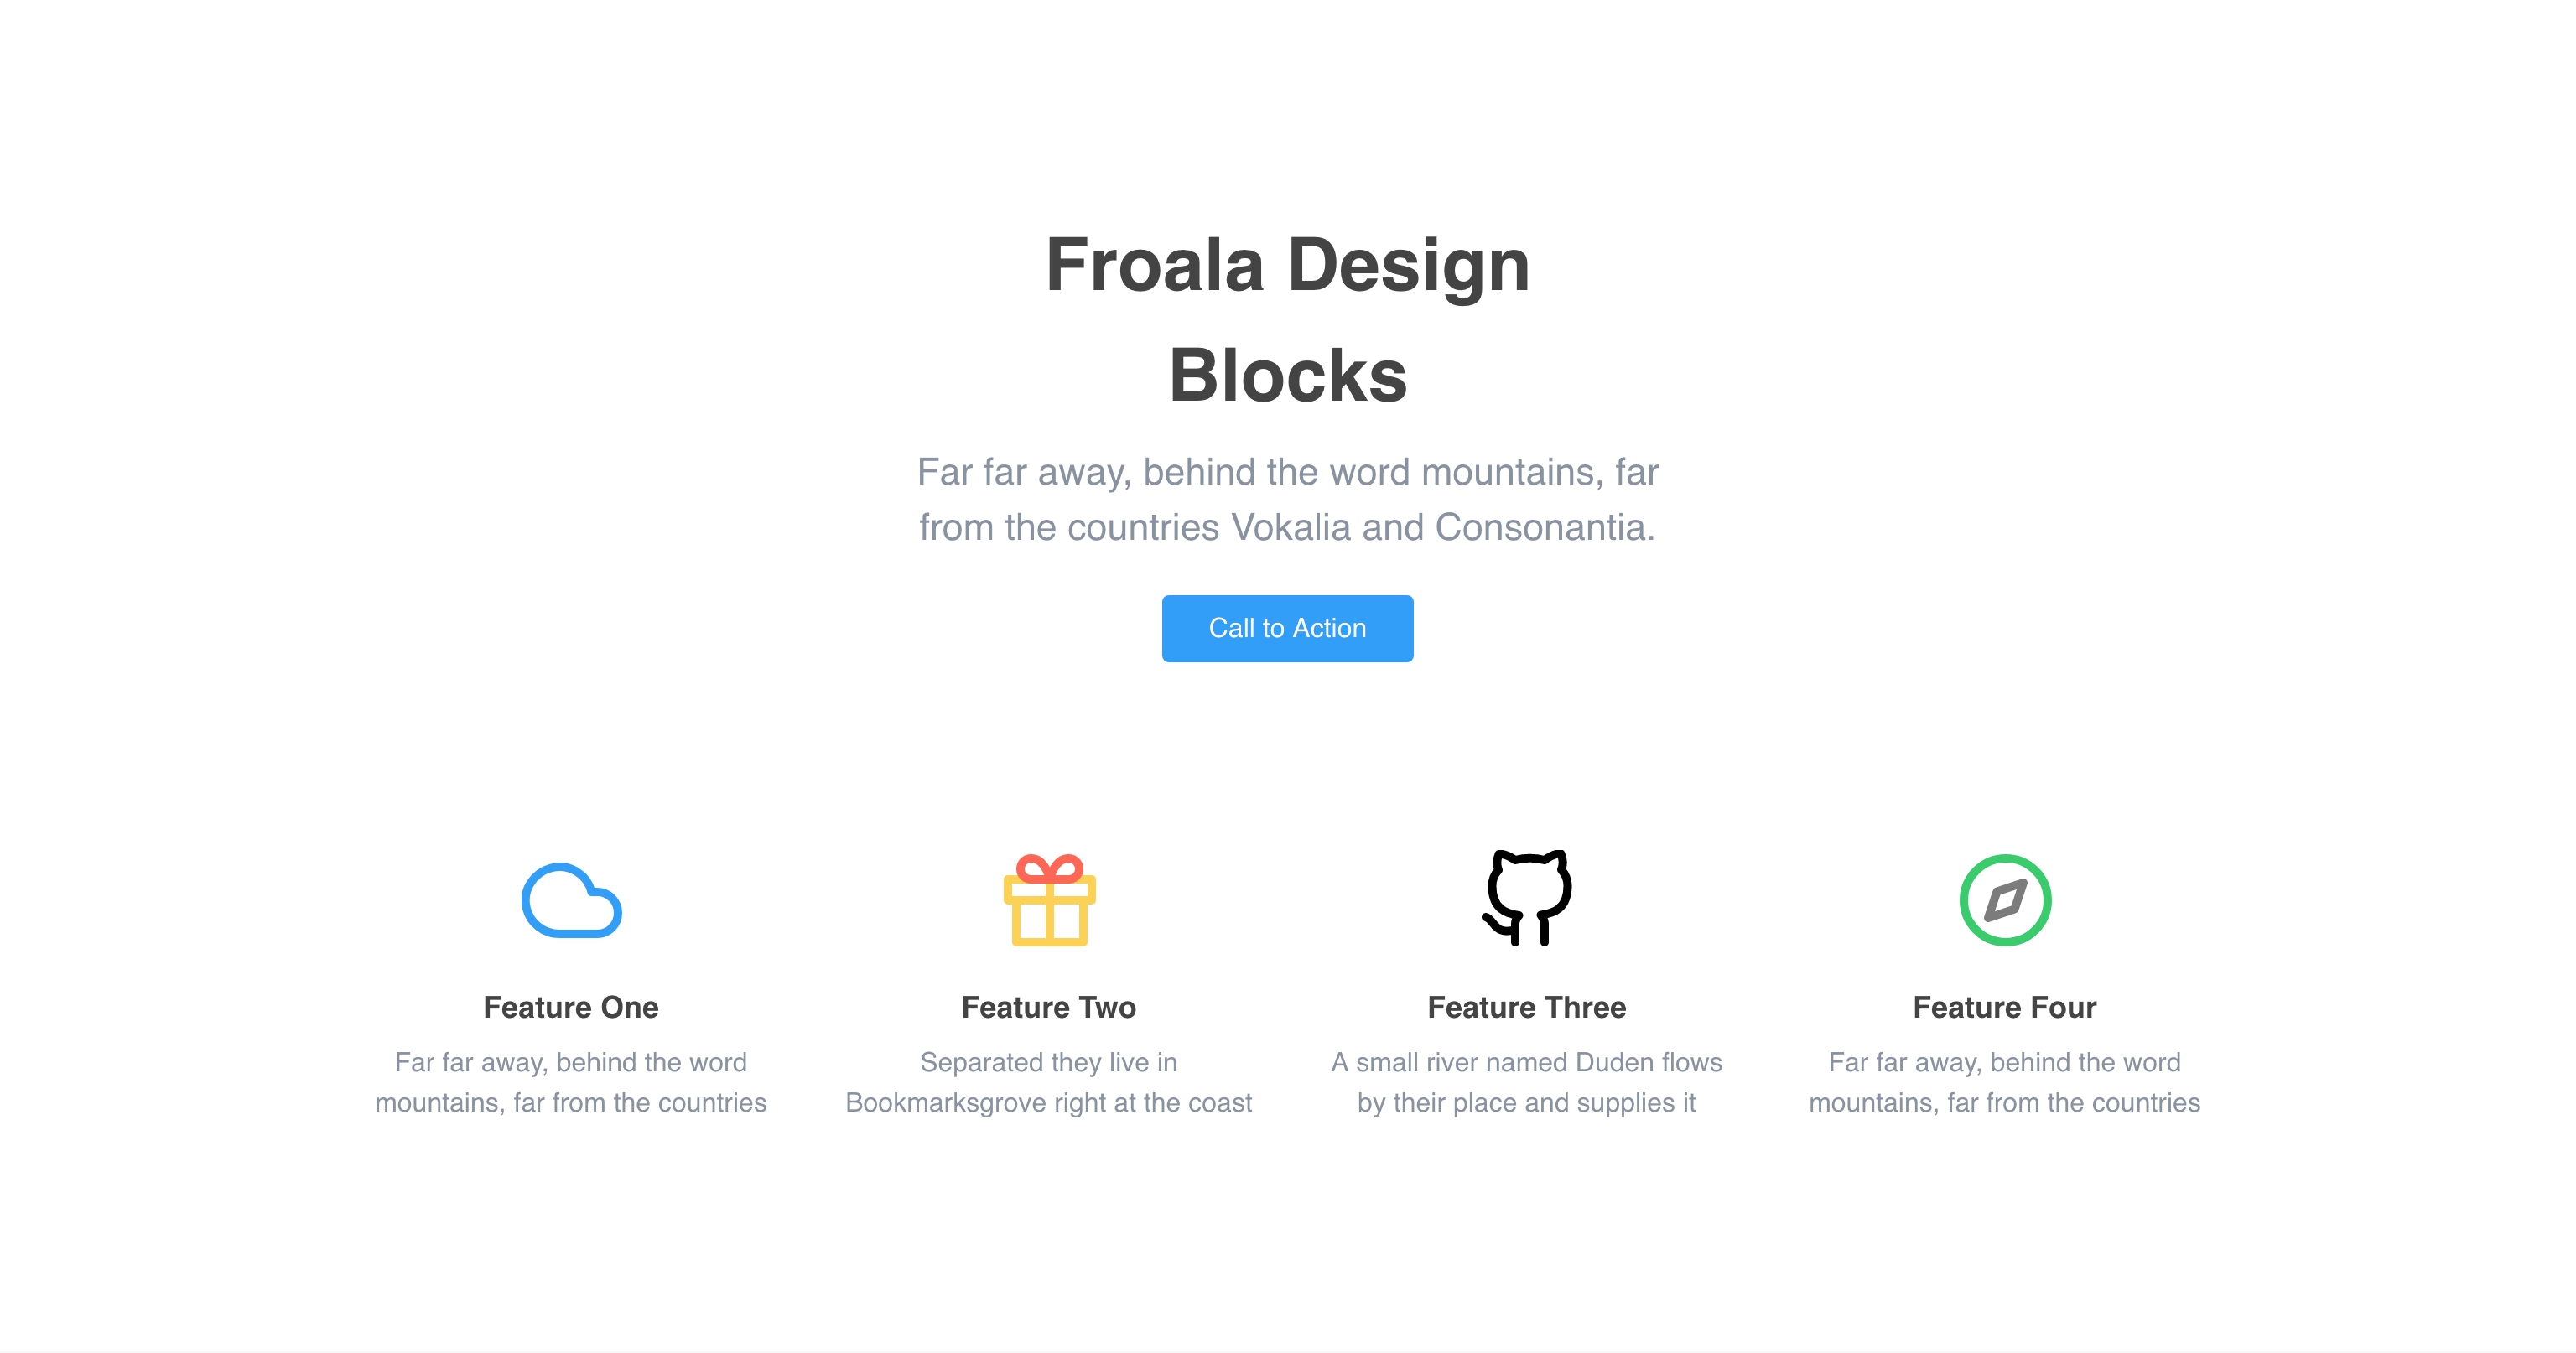 Froala Design
Blocks
Far far away, behind the word mountains, far
from the countries Vokalia and Consonantia.
Call to Action
Feature One
Far far away, behind the word
mountains, far from the countries
Feature Two
Separated they live in
Bookmarksgrove right at the coast
Feature Three
A small river named Duden flows
by their place and supplies it
Feature Four
Far far away, behind the word
mountains, far from the countries